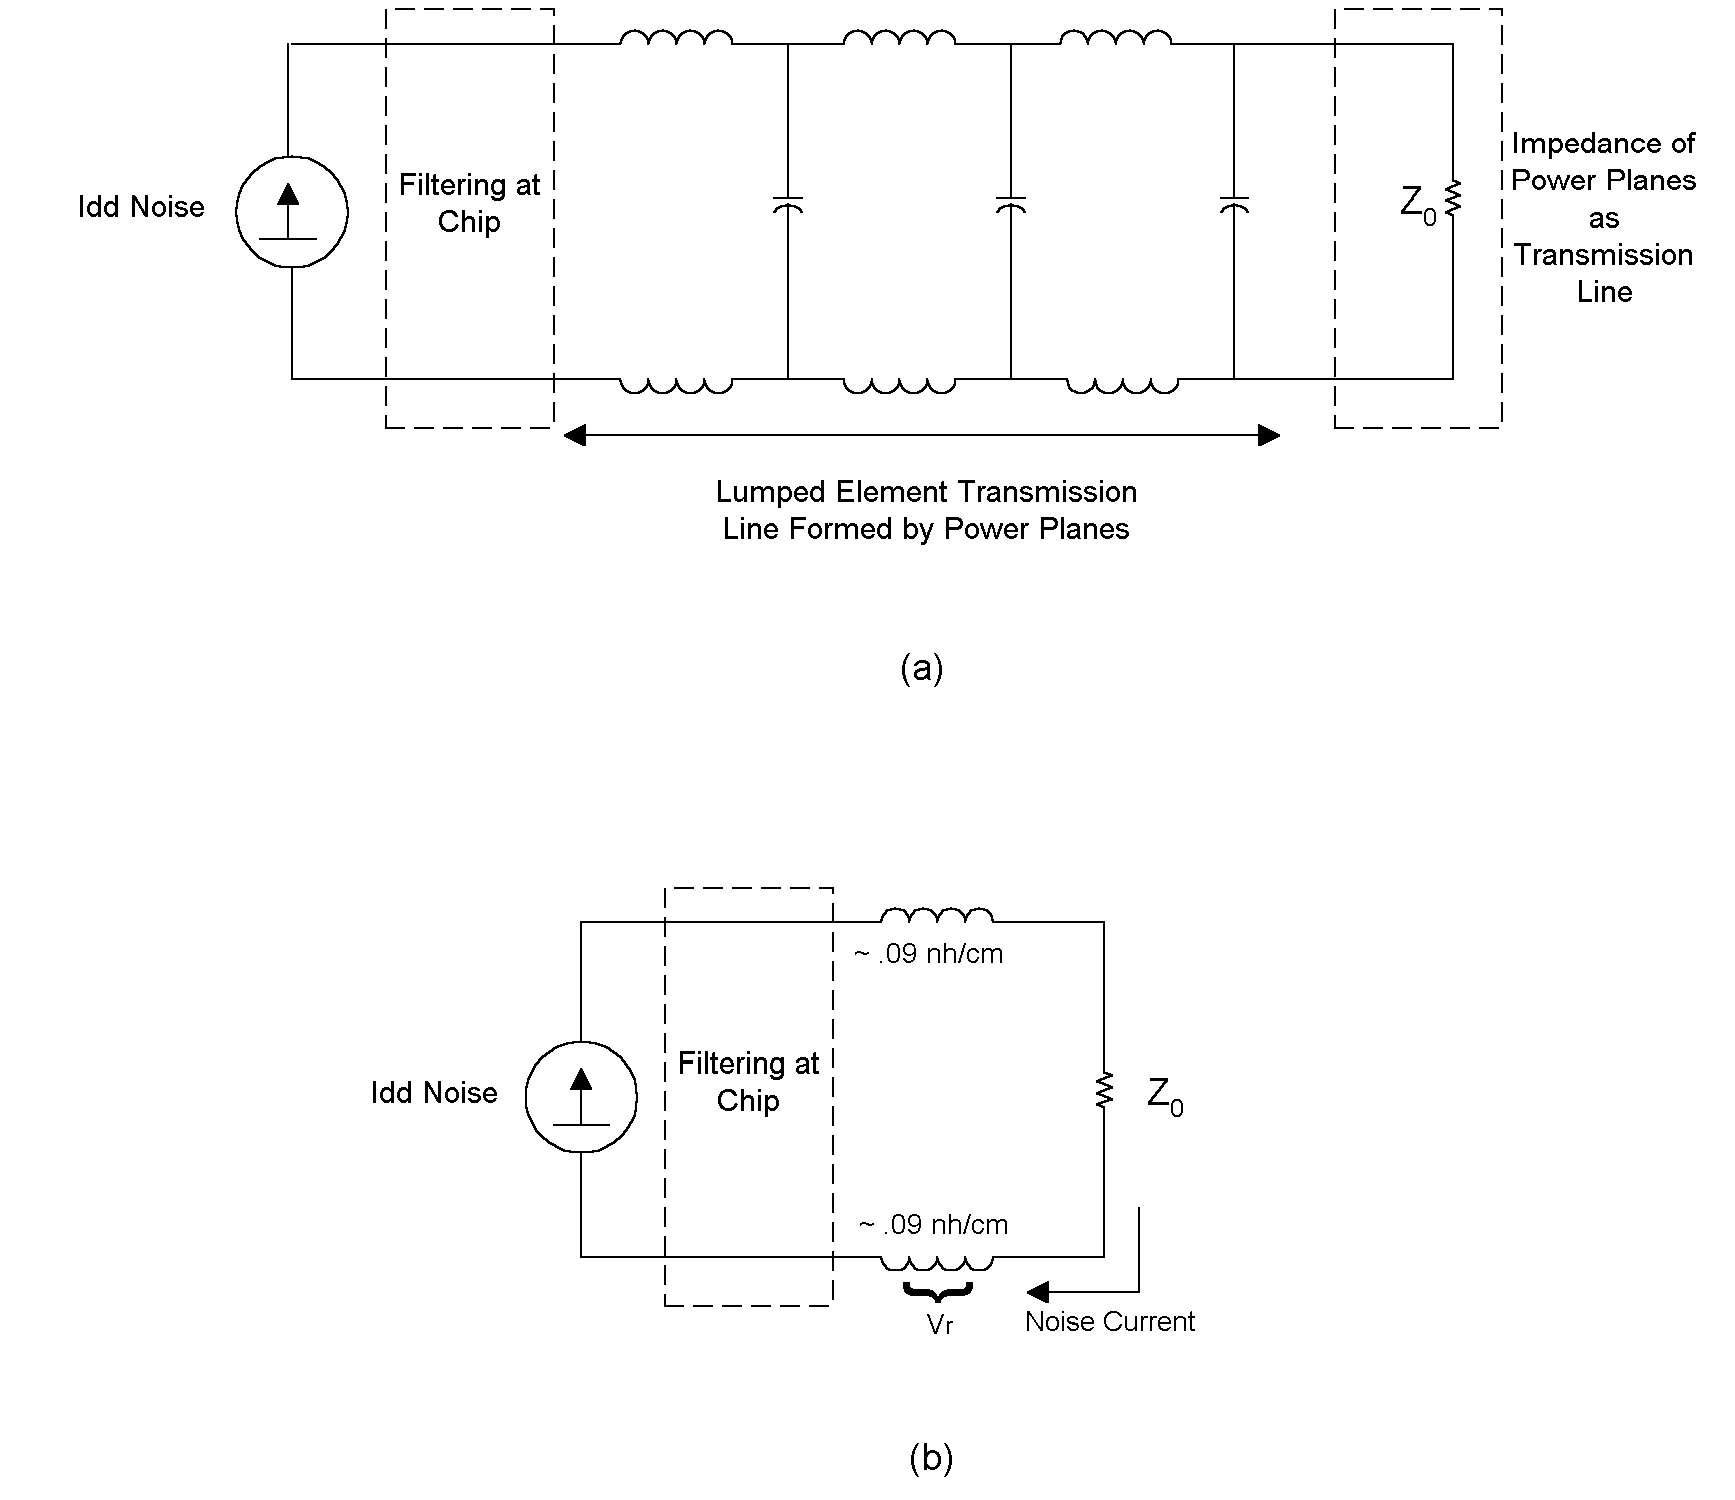 Idd Noise
Filtering at
Chip
Z0
Impedance of
Power Planes
as
Transmission
Line
Lumped Element Transmission
Line Formed by Power Planes
(a)
~ .09 nh/cm
Idd Noise
Filtering at
Chip
Z0
~ .09 nh/cm
Vr
Noise Current
(b)